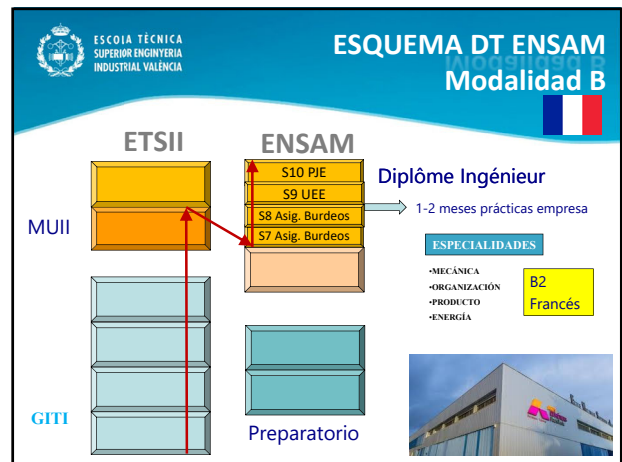 ESCOLA TÈCNICA
SUPERIOR ENGINYERIA
INDUSTRIAL VALÈNCIA
ESQUEMA DT ENSAM
Modalidad B
ETSII
ENSAM
S10 PJE
S9 UEE
S8 Asig. Burdeos
S7 Asig. Burdeos
Diplôme Ingénieur
1-2 meses prácticas empresa
MUII
ESPECIALIDADES
•MECÁNICA
•ORGANIZACIÓN
•PRODUCTO
•ENERGÍA
B2
Francés
GITI
Preparatorio